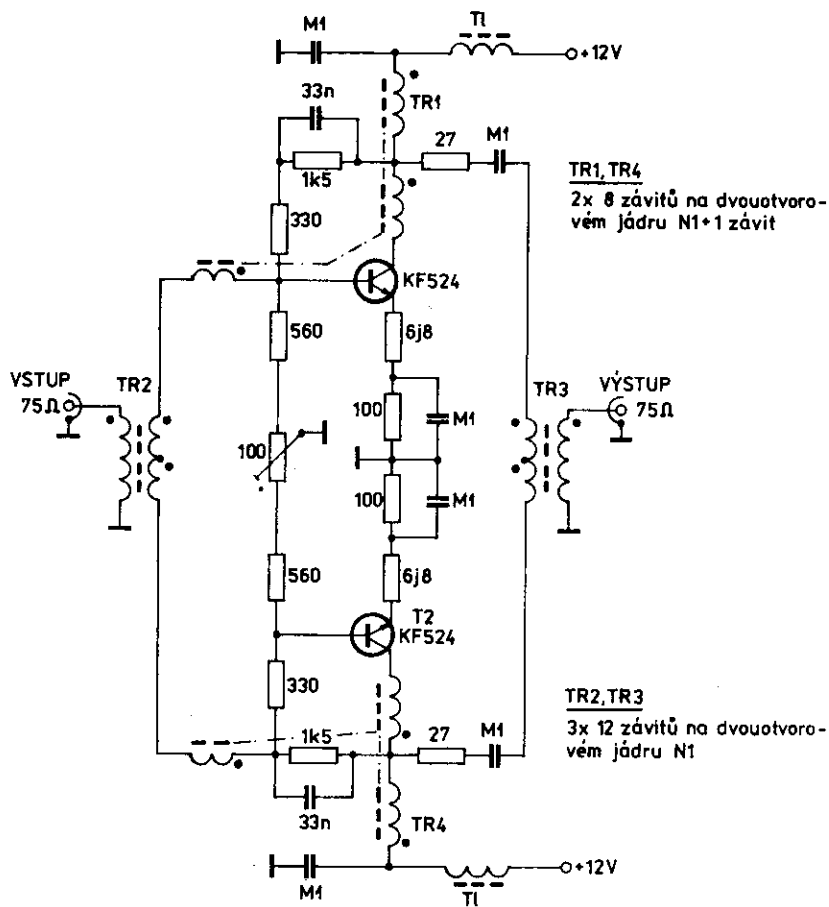 M1
Tl
+12V
33n
TR1
27
M1
1k5
330
TR1, TR4
2x 8 závitů na dvouotvoro-
vém jádru N1+1 závit
KF524
560
6j8
VSTUP
75Ω
TR2
100
100
M1
TR3
VÝSTUP
75Ω
100
M1
560
6j8
T2
KF524
330
1k5
27
M1
TR2, TR3
3x 12 závitů na dvouotvoro-
vém jádru N1
33n
TR4
M1
Tl
+12V